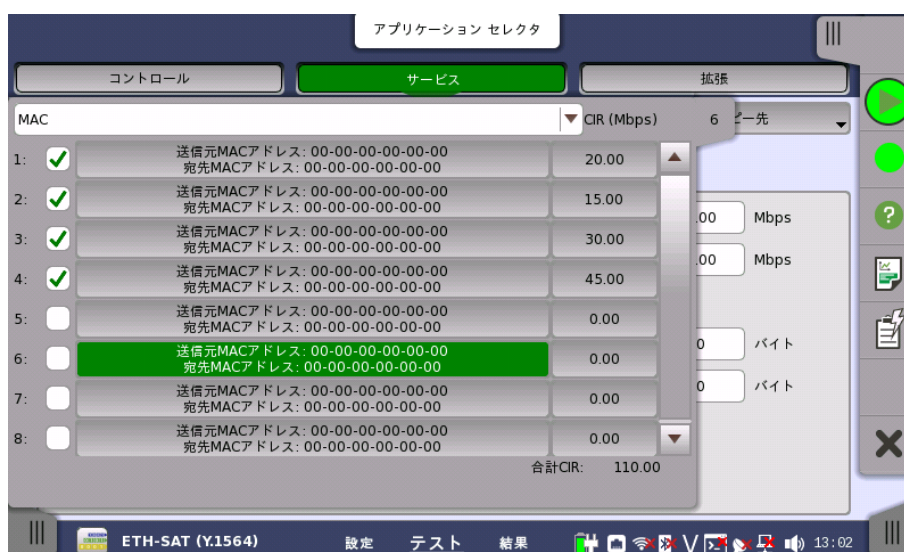 アプリケーション セレクタ
コントロール サービス 拡張
MAC CIR (Mbps) 6 ピー先
1: 送信元MACアドレス: 00-00-00-00-00-00
宛先MACアドレス: 00-00-00-00-00-00 20.00
2: 送信元MACアドレス: 00-00-00-00-00-00
宛先MACアドレス: 00-00-00-00-00-00 15.00
.00 Mbps
3: 送信元MACアドレス: 00-00-00-00-00-00
宛先MACアドレス: 00-00-00-00-00-00 30.00
.00 Mbps
4: 送信元MACアドレス: 00-00-00-00-00-00
宛先MACアドレス: 00-00-00-00-00-00 45.00
5: 送信元MACアドレス: 00-00-00-00-00-00
宛先MACアドレス: 00-00-00-00-00-00 0.00
6: 送信元MACアドレス: 00-00-00-00-00-00
宛先MACアドレス: 00-00-00-00-00-00 0.00
0 バイト
7: 送信元MACアドレス: 00-00-00-00-00-00
宛先MACアドレス: 00-00-00-00-00-00 0.00
0 バイト
8: 送信元MACアドレス: 00-00-00-00-00-00
宛先MACアドレス: 00-00-00-00-00-00 0.00
合計CIR: 110.00
ETH-SAT (Y.1564) 設定 テスト 結果 13:02